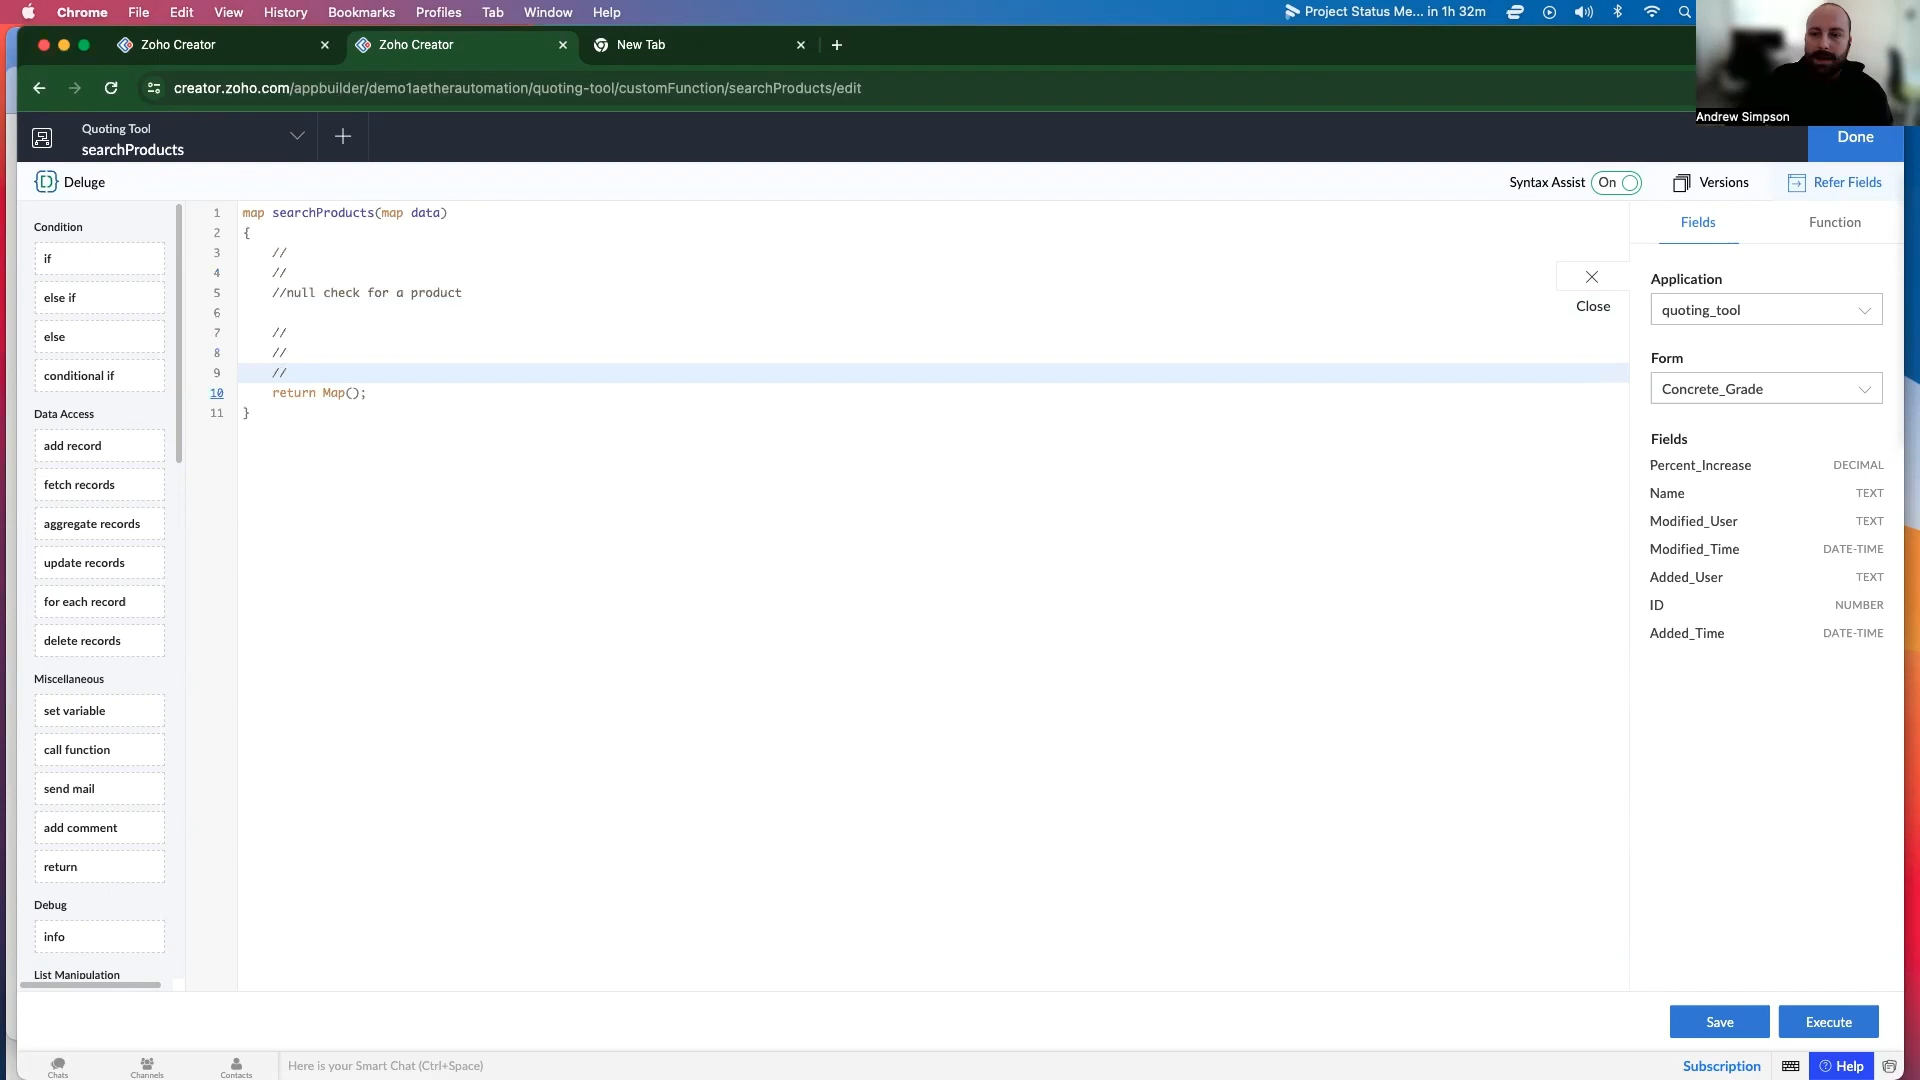 Chrome File Edit View History Bookmarks Profiles Tab Window Help
Project Status Me... in 1h 32m
Zoho Creator
Zoho Creator
New Tab
creator.zoho.com/appbuilder/demo1aetherautomation/quoting-tool/customFunction/searchProducts/edit
Andrew Simpson
Quoting Tool
searchProducts
Done
Deluge
Syntax Assist On
Versions
Refer Fields
Condition
if
else if
else
conditional if
Data Access
add record
fetch records
aggregate records
update records
for each record
delete records
Miscellaneous
set variable
call function
send mail
add comment
return
Debug
info
List Manipulation
1 map searchProducts(map data)
2 {
3 //
4 //
5 //null check for a product
6
7 //
8 //
9 //
10 return Map();
11 }
Close
Fields Function
Application
quoting_tool
Form
Concrete_Grade
Fields
Percent_Increase DECIMAL
Name TEXT
Modified_User TEXT
Modified_Time DATE-TIME
Added_User TEXT
ID NUMBER
Added_Time DATE-TIME
Save Execute
Chats Channels Contacts
Here is your Smart Chat (Ctrl+Space)
Subscription
Help